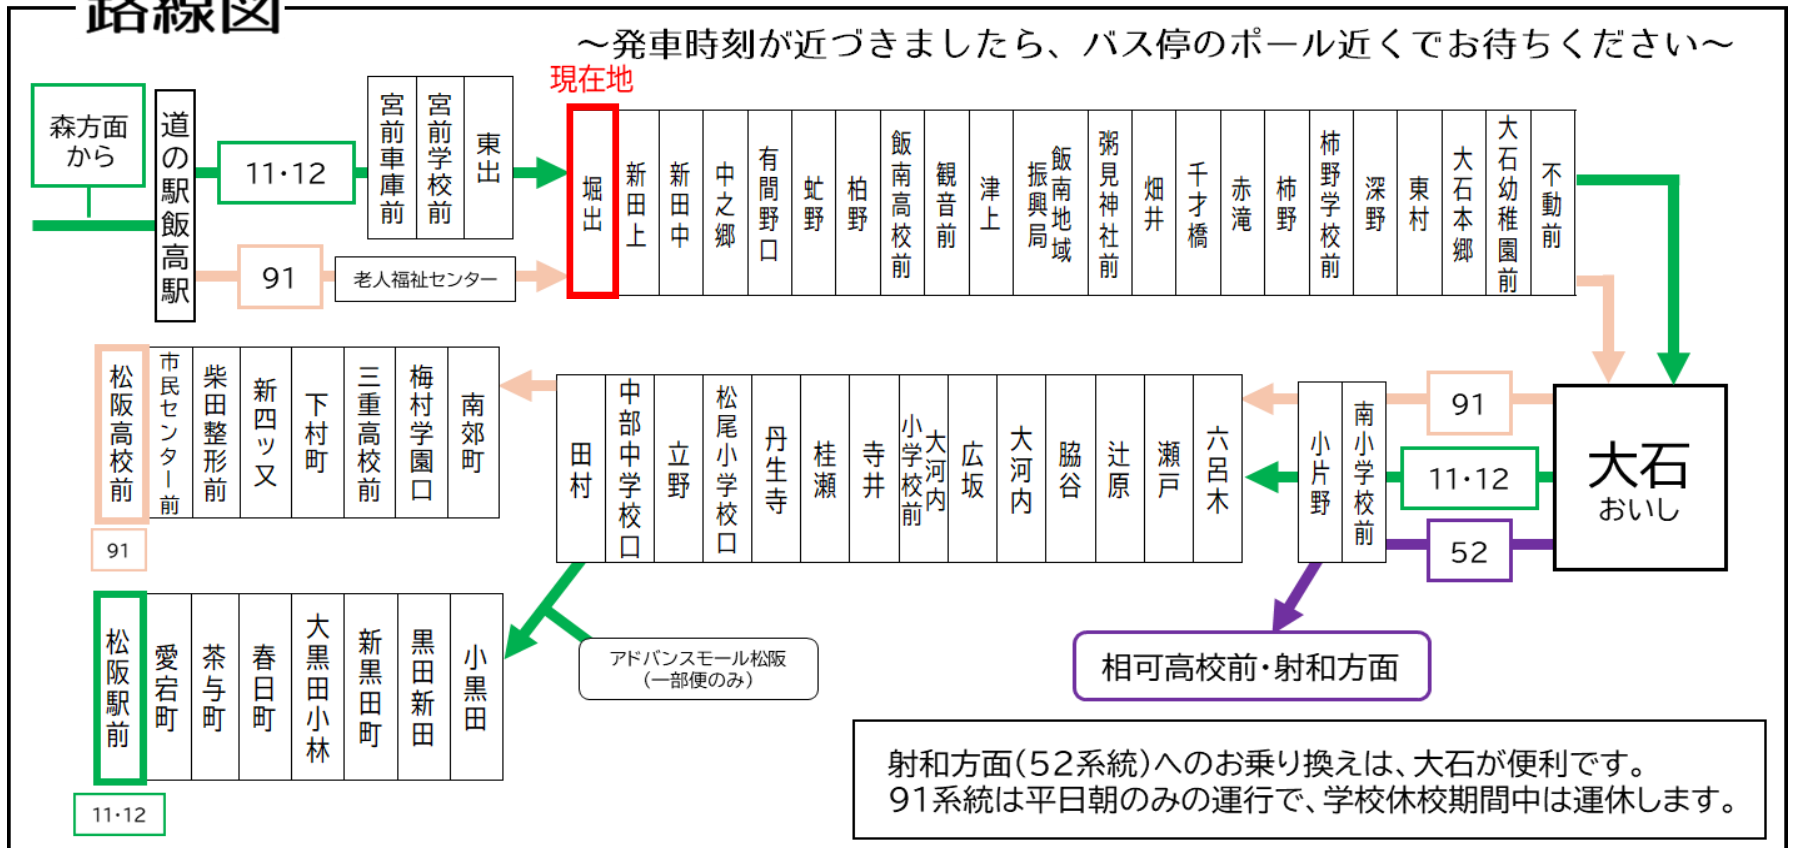 路線図
～発車時刻が近づきましたら、バス停のポール近くでお待ちください～
現在地
森方面
から
道の駅飯高駅
11・12
宮前車庫前
宮前学校前
東出
91
老人福祉センター
堀出
新田上
新田中
中之郷
有間野口
虻野
柏野
飯南高校前
観音前
津上
飯南地域
振興局
粥見神社前
畑井
千才橋
赤滝
柿野
柿野学校前
深野
東村
大石本郷
大石幼稚園前
不動前
大石
おいし
91
11・12
52
南小学校前
小片野
六呂木
瀬戸
辻原
脇谷
大河内
広坂
大河内
小学校前
寺井
桂瀬
丹生寺
松尾小学校口
立野
中部中学校口
田村
南郊町
梅村学園口
三重高校前
下村町
新四ッ又
柴田整形前
市民センター前
松阪高校前
91
アドバンスモール松阪
(一部便のみ)
小黒田
黒田新田
新黒田町
大黒田小林
春日町
茶与町
愛宕町
松阪駅前
11・12
相可高校前・射和方面
射和方面(52系統)へのお乗り換えは、大石が便利です。
91系統は平日朝のみの運行で、学校休校期間中は運休します。